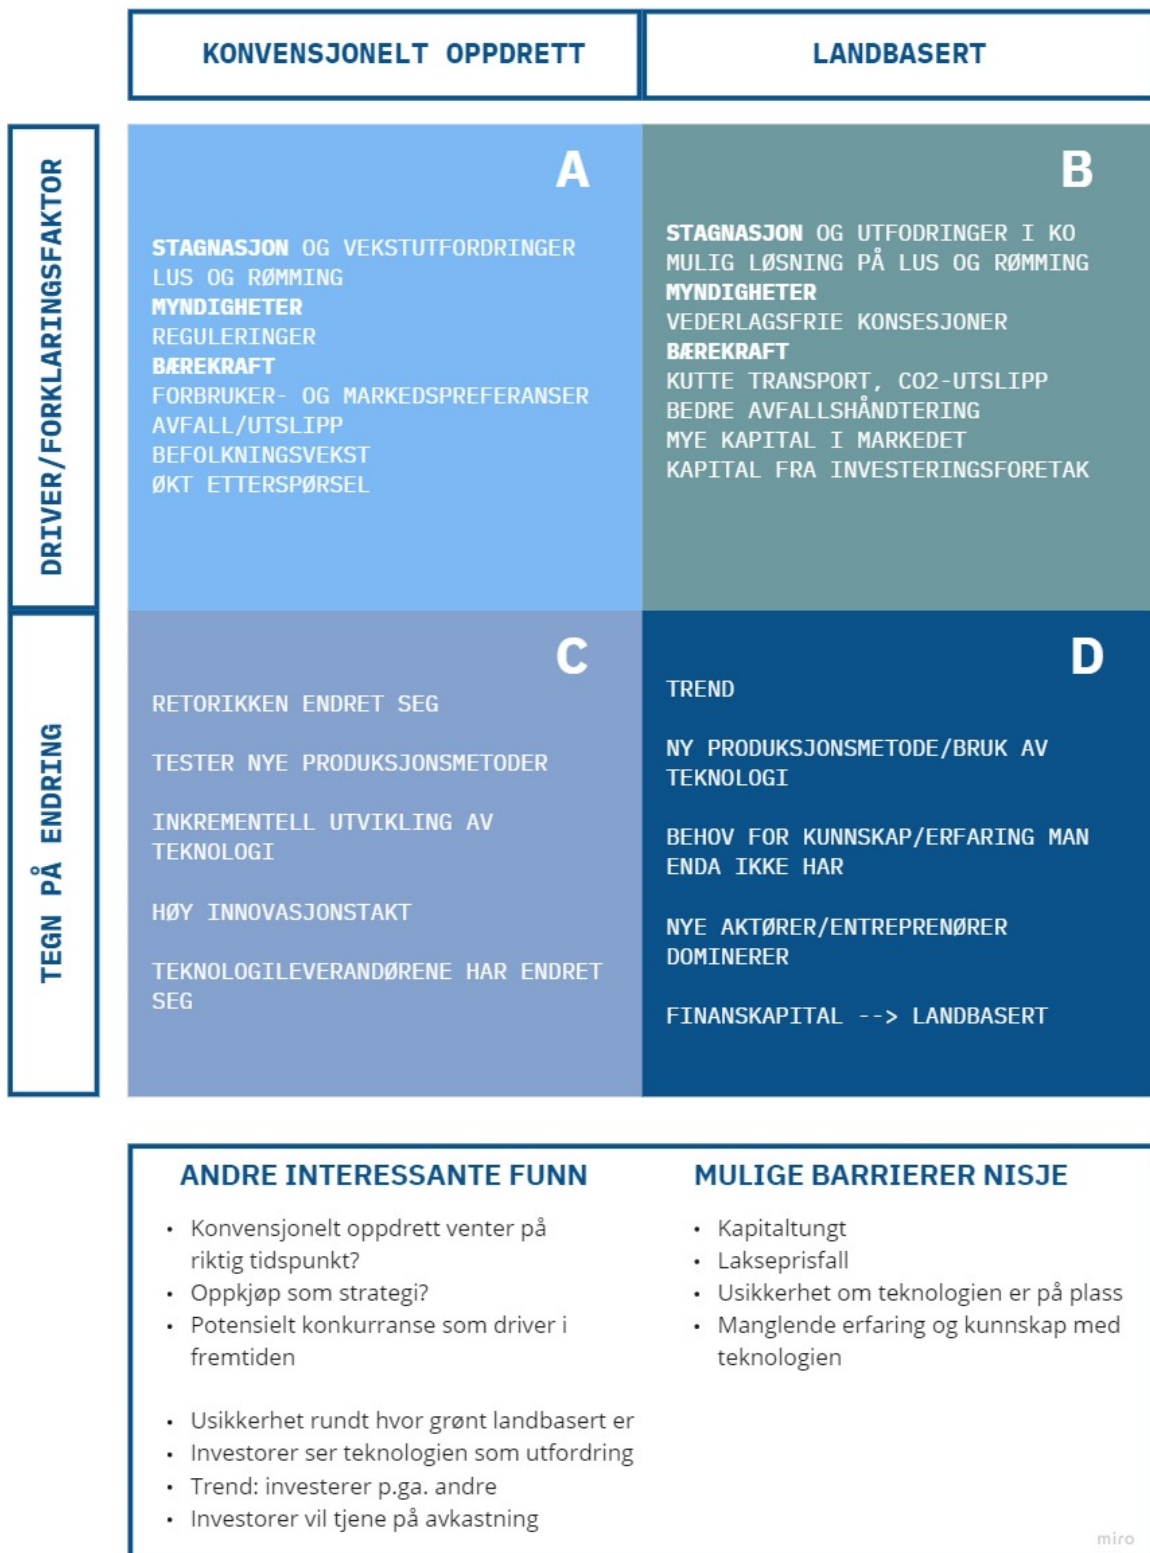 KONVENSJONELT OPPDRETT
LANDBASERT
DRIVER/FORKLARINGSFAKTOR
A
STAGNASJON OG VEKSTUTFORDRINGER
LUS OG RØMMING
MYNDIGHETER
REGULERINGER
BÆREKRAFT
FORBRUKER- OG MARKEDSPREFERANSER
AVFALL/UTSLIPP
BEFOLKNINGSVEKST
ØKT ETTERSPØRSEL
B
STAGNASJON OG UTFODRINGER I KO
MULIG LØSNING PÅ LUS OG RØMMING
MYNDIGHETER
VEDERLAGSFRIE KONSESJONER
BÆREKRAFT
KUTTE TRANSPORT, CO2-UTSLIPP
BEDRE AVFALLSHÅNDTERING
MYE KAPITAL I MARKEDET
KAPITAL FRA INVESTERINGSFORETAK
TEGN PÅ ENDRING
C
RETORIKKEN ENDRET SEG
TESTER NYE PRODUKSJONSMETODER
INKREMENTELL UTVIKLING AV
TEKNOLOGI
HØY INNOVASJONSTAKT
TEKNOLOGILEVERANDØRENE HAR ENDRET
SEG
D
TREND
NY PRODUKSJONSMETODE/BRUK AV
TEKNOLOGI
BEHOV FOR KUNNSKAP/ERFARING MAN
ENDA IKKE HAR
NYE AKTØRER/ENTREPRENØRER
DOMINERER
FINANSKAPITAL --> LANDBASERT
ANDRE INTERESSANTE FUNN
• Konvensjonelt oppdrett venter på
riktig tidspunkt?
• Oppkjøp som strategi?
• Potensielt konkurranse som driver i
fremtiden
• Usikkerhet rundt hvor grønt landbasert er
• Investorer ser teknologien som utfordring
• Trend: investerer p.ga. andre
• Investorer vil tjene på avkastning
MULIGE BARRIERER NISJE
• Kapitaltungt
• Lakseprisfall
• Usikkerhet om teknologien er på plass
• Manglende erfaring og kunnskap med
teknologien
miro